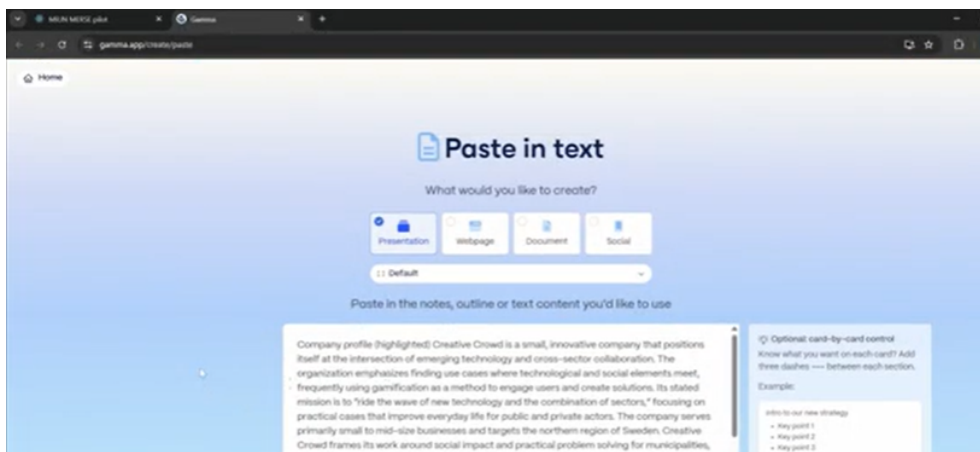 MIUN MERSE pilot
Gamma
gamma.app/create/paste
Home
Paste in text
What would you like to create?
Presentation
Webpage
Document
Social
Default
Paste in the notes, outline or text content you'd like to use
Company profile (highlighted) Creative Crowd is a small, innovative company that positions
itself at the intersection of emerging technology and cross-sector collaboration. The
organization emphasizes finding use cases where technological and social elements meet,
frequently using gamification as a method to engage users and create solutions. Its stated
mission is to "ride the wave of new technology and the combination of sectors," focusing on
practical cases that improve everyday life for public and private actors. The company serves
primarily small to mid-size businesses and targets the northern region of Sweden. Creative
Crowd frames its work around social impact and practical problem solving for municipalities,
Optional: card-by-card control
Know what you want on each card? Add
three dashes --- between each section.
Example:
Intro to our new strategy
• Key point 1
• Key point 2
• Key point 3